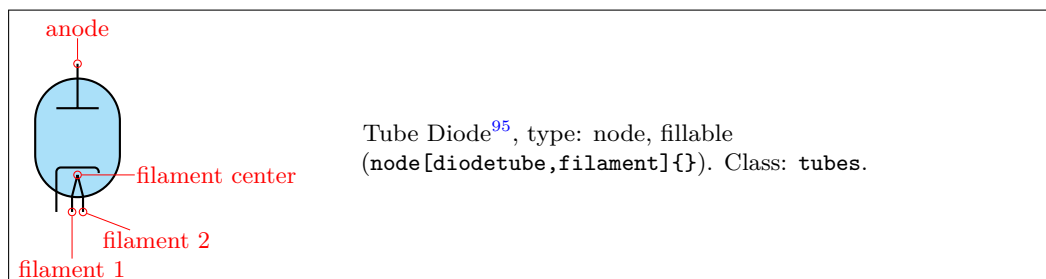 anode
Tube Diode95, type: node, fillable
(node[diodetube,filament]{}). Class: tubes.
filament center
filament 2
filament 1